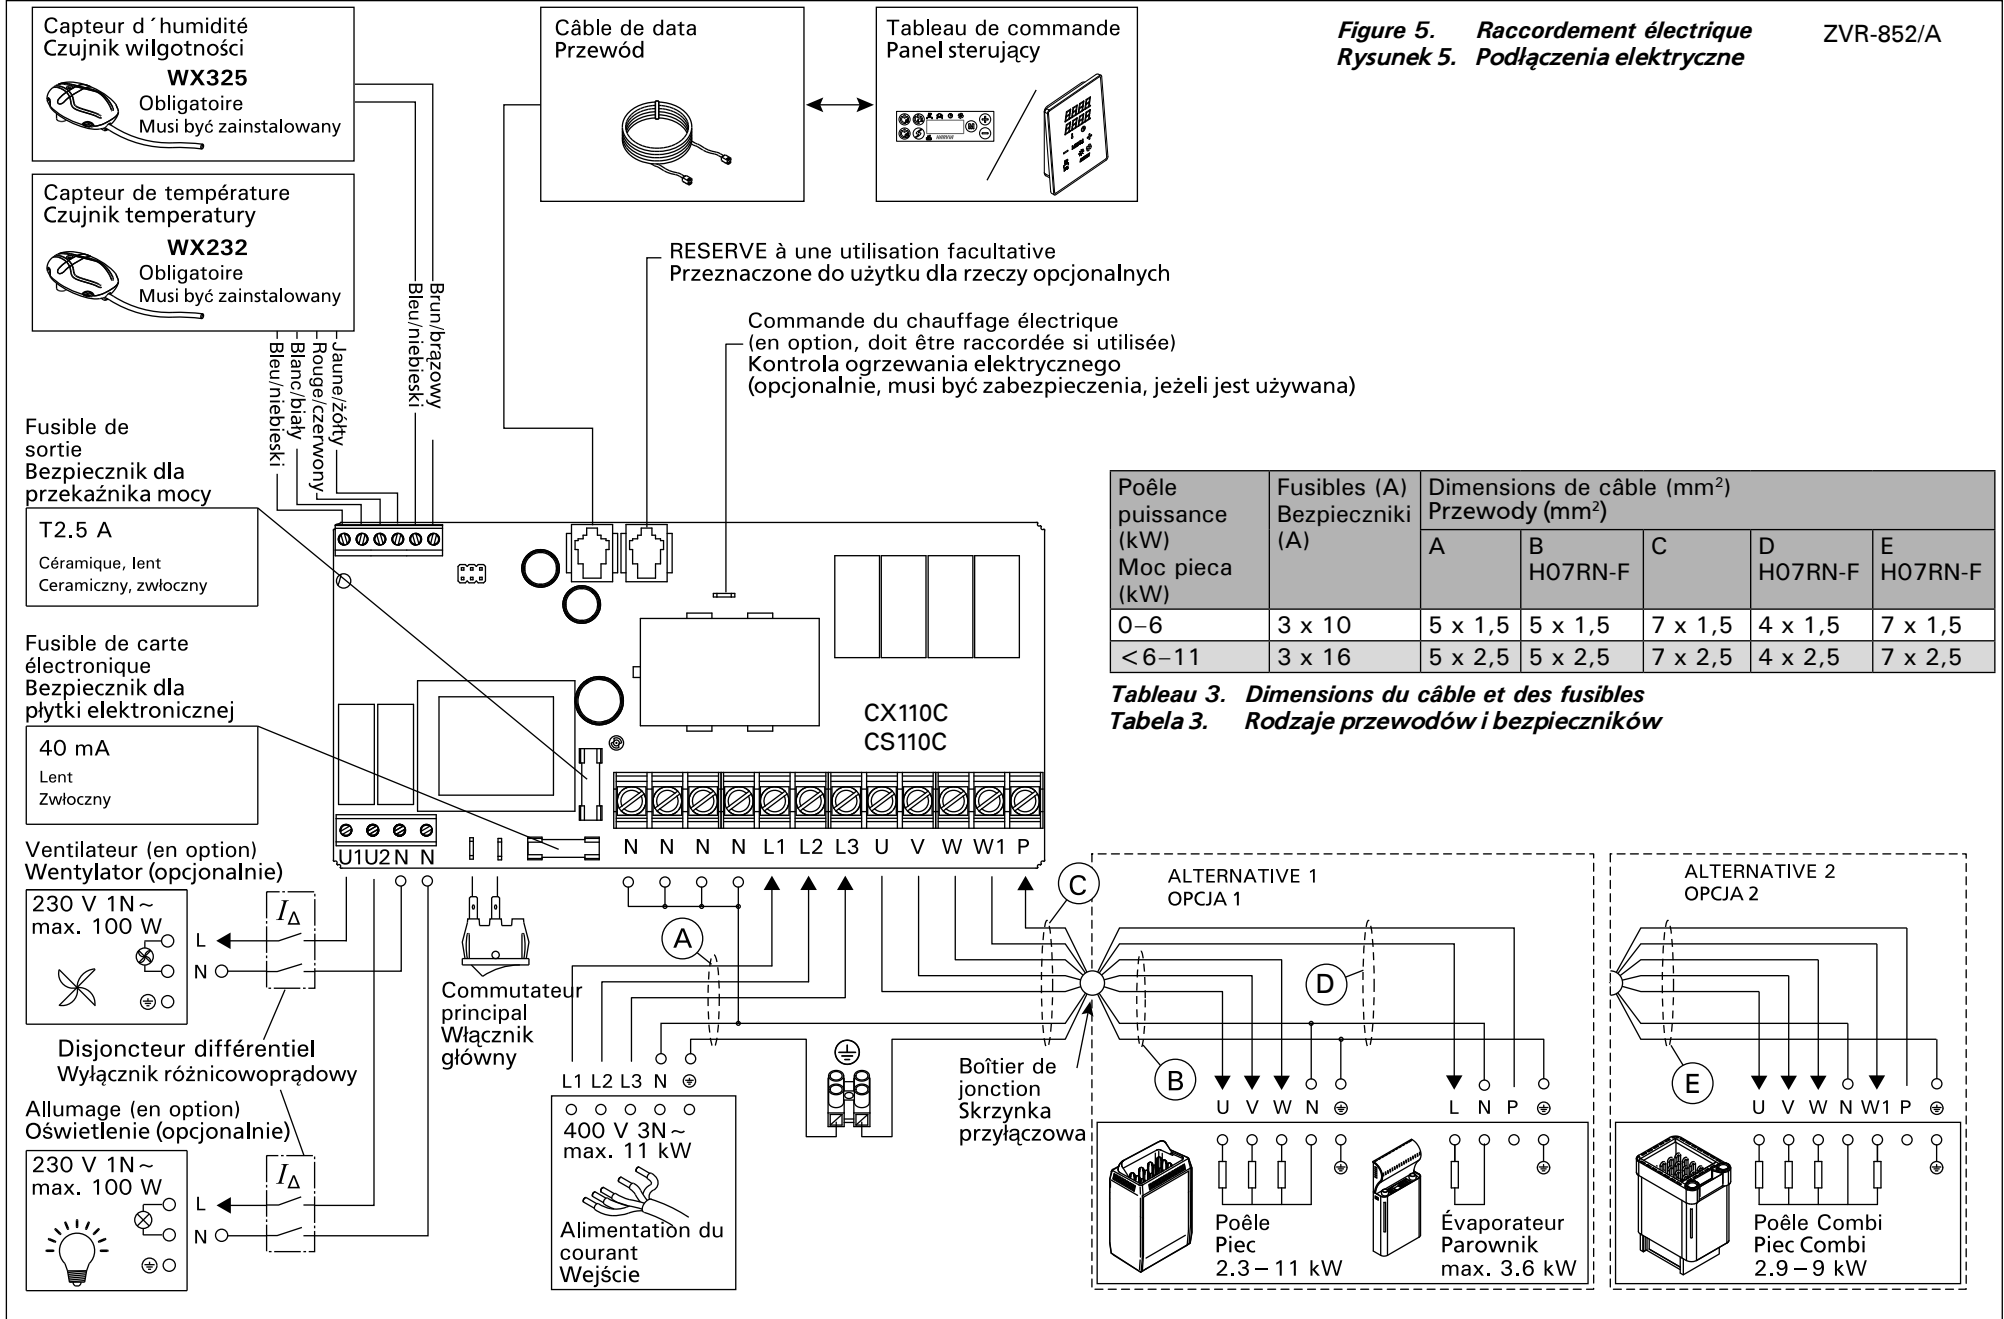 Capteur d´humidité
Czujnik wilgotności
WX325
Obligatoire
Musi być zainstalowany
Câble de data
Przewód
Tableau de commande
Panel sterujący
Figure 5. Raccordement électrique
Rysunek 5. Podłączenia elektryczne
ZVR-852/A
Capteur de température
Czujnik temperatury
WX232
Obligatoire
Musi być zainstalowany
Brun/brązowy
Bleu/niebieski
Jaune/żółty
Rouge/czerwony
Blanc/biały
Bleu/niebieski
RESERVE à une utilisation facultative
Przeznaczone do użytku dla rzeczy opcjonalnych
Commande du chauffage électrique
(en option, doit être raccordée si utilisée)
Kontrola ogrzewania elektrycznego
(opcjonalnie, musi być zabezpieczenia, jeżeli jest używana)
Fusible de
sortie
Bezpiecznik dla
przekaźnika mocy
T2.5 A
Céramique, lent
Ceramiczny, zwłoczny
Fusible de carte
électronique
Bezpiecznik dla
płytki elektronicznej
40 mA
Lent
Zwłoczny
Poêle
puissance
(kW)
Moc pieca
(kW)
Fusibles (A)
Bezpieczniki
(A)
Dimensions de câble (mm²)
Przewody (mm²)
A
B
H07RN-F
C
D
H07RN-F
E
H07RN-F
0–6 3 x 10 5 x 1,5 5 x 1,5 7 x 1,5 4 x 1,5 7 x 1,5
<6–11 3 x 16 5 x 2,5 5 x 2,5 7 x 2,5 4 x 2,5 7 x 2,5
Tableau 3. Dimensions du câble et des fusibles
Tabela 3. Rodzaje przewodów i bezpieczników
CX110C
CS110C
U1 U2 N N
N N N N L1 L2 L3 U V W W1 P
Ventilateur (en option)
Wentylator (opcjonalnie)
230 V 1N~
max. 100 W
L
N
I∆
Disjoncteur différentiel
Wyłącznik różnicowoprądowy
Allumage (en option)
Oświetlenie (opcjonalnie)
230 V 1N~
max. 100 W
L
N
I∆
Commutateur
principal
Włącznik
główny
A
L1 L2 L3 N
400 V 3N~
max. 11 kW
Alimentation du
courant
Wejście
C
Boîtier de
jonction
Skrzynka
przyłączowa
ALTERNATIVE 1
OPCJA 1
B
D
U V W N
L N P
Poêle
Piec
2.3 – 11 kW
Évaporateur
Parownik
max. 3.6 kW
ALTERNATIVE 2
OPCJA 2
E
U V W N W1 P
Poêle Combi
Piec Combi
2.9 – 9 kW